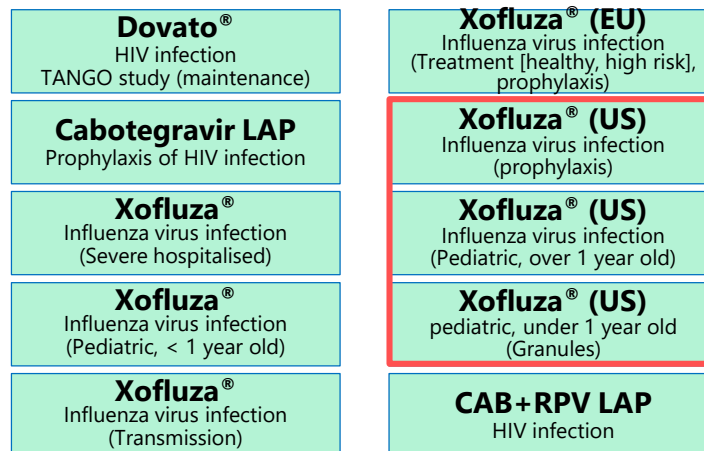 Dovato®
HIV infection
TANGO study (maintenance)
Cabotegravir LAP
Prophylaxis of HIV infection
Xofluza®
Influenza virus infection
(Severe hospitalised)
Xofluza®
Influenza virus infection
(Pediatric, < 1 year old)
Xofluza®
Influenza virus infection
(Transmission)
Xofluza® (EU)
Influenza virus infection
(Treatment [healthy, high risk],
prophylaxis)
Xofluza® (US)
Influenza virus infection
(prophylaxis)
Xofluza® (US)
Influenza virus infection
(Pediatric, over 1 year old)
Xofluza® (US)
pediatric, under 1 year old
(Granules)
CAB+RPV LAP
HIV infection